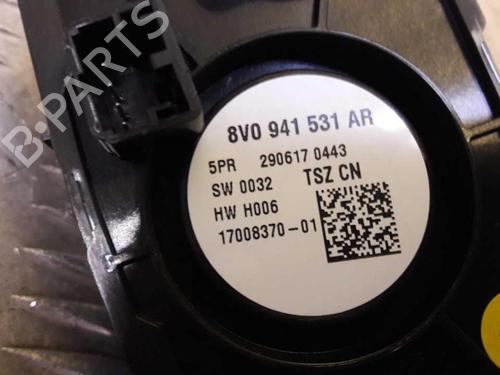 B-PARTS
8V0 941 531 AR
5PR 290617 0443
SW 0032 TSZ CN
HW H006
17008370-01